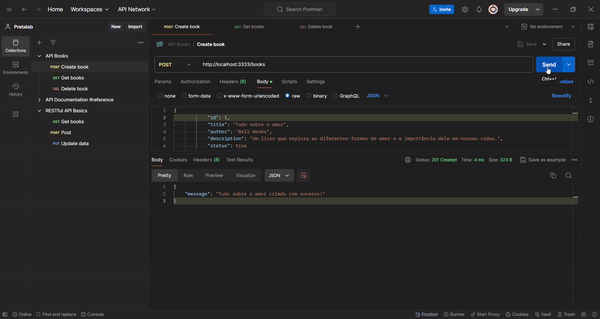 Home Workspaces API Network Search Postman Invite Upgrade
Pretalab New Import POST Create book GET Get books DEL Delete book No environment
Collections
Environments
History
API Books
POST Create book
GET Get books
DEL Delete book
API Documentation #reference
RESTful API Basics
GET Get books
POST Post
PUT Update data
API Books / Create book Save Share
POST http://localhost:3333/books Send
Params Authorization Headers (8) Body Scripts Settings Cookies
none form-data x-www-form-urlencoded raw binary GraphQL JSON Beautify
1 {
2 "id": 1,
3 "title": "Tudo sobre o amor",
4 "author": "bell hooks",
5 "description": "Um livro que explora as diferentes formas de amor e a importância dele em nossas vidas.",
6 "status": true
Body Cookies Headers (8) Test Results Status: 201 Created Time: 4 ms Size: 323 B Save as example
Pretty Raw Preview Visualize JSON
1 {
2 "message": "Tudo sobre o amor criado com sucesso!"
3 }
Online Find and replace Console Postbot Runner Start Proxy Cookies Vault Trash